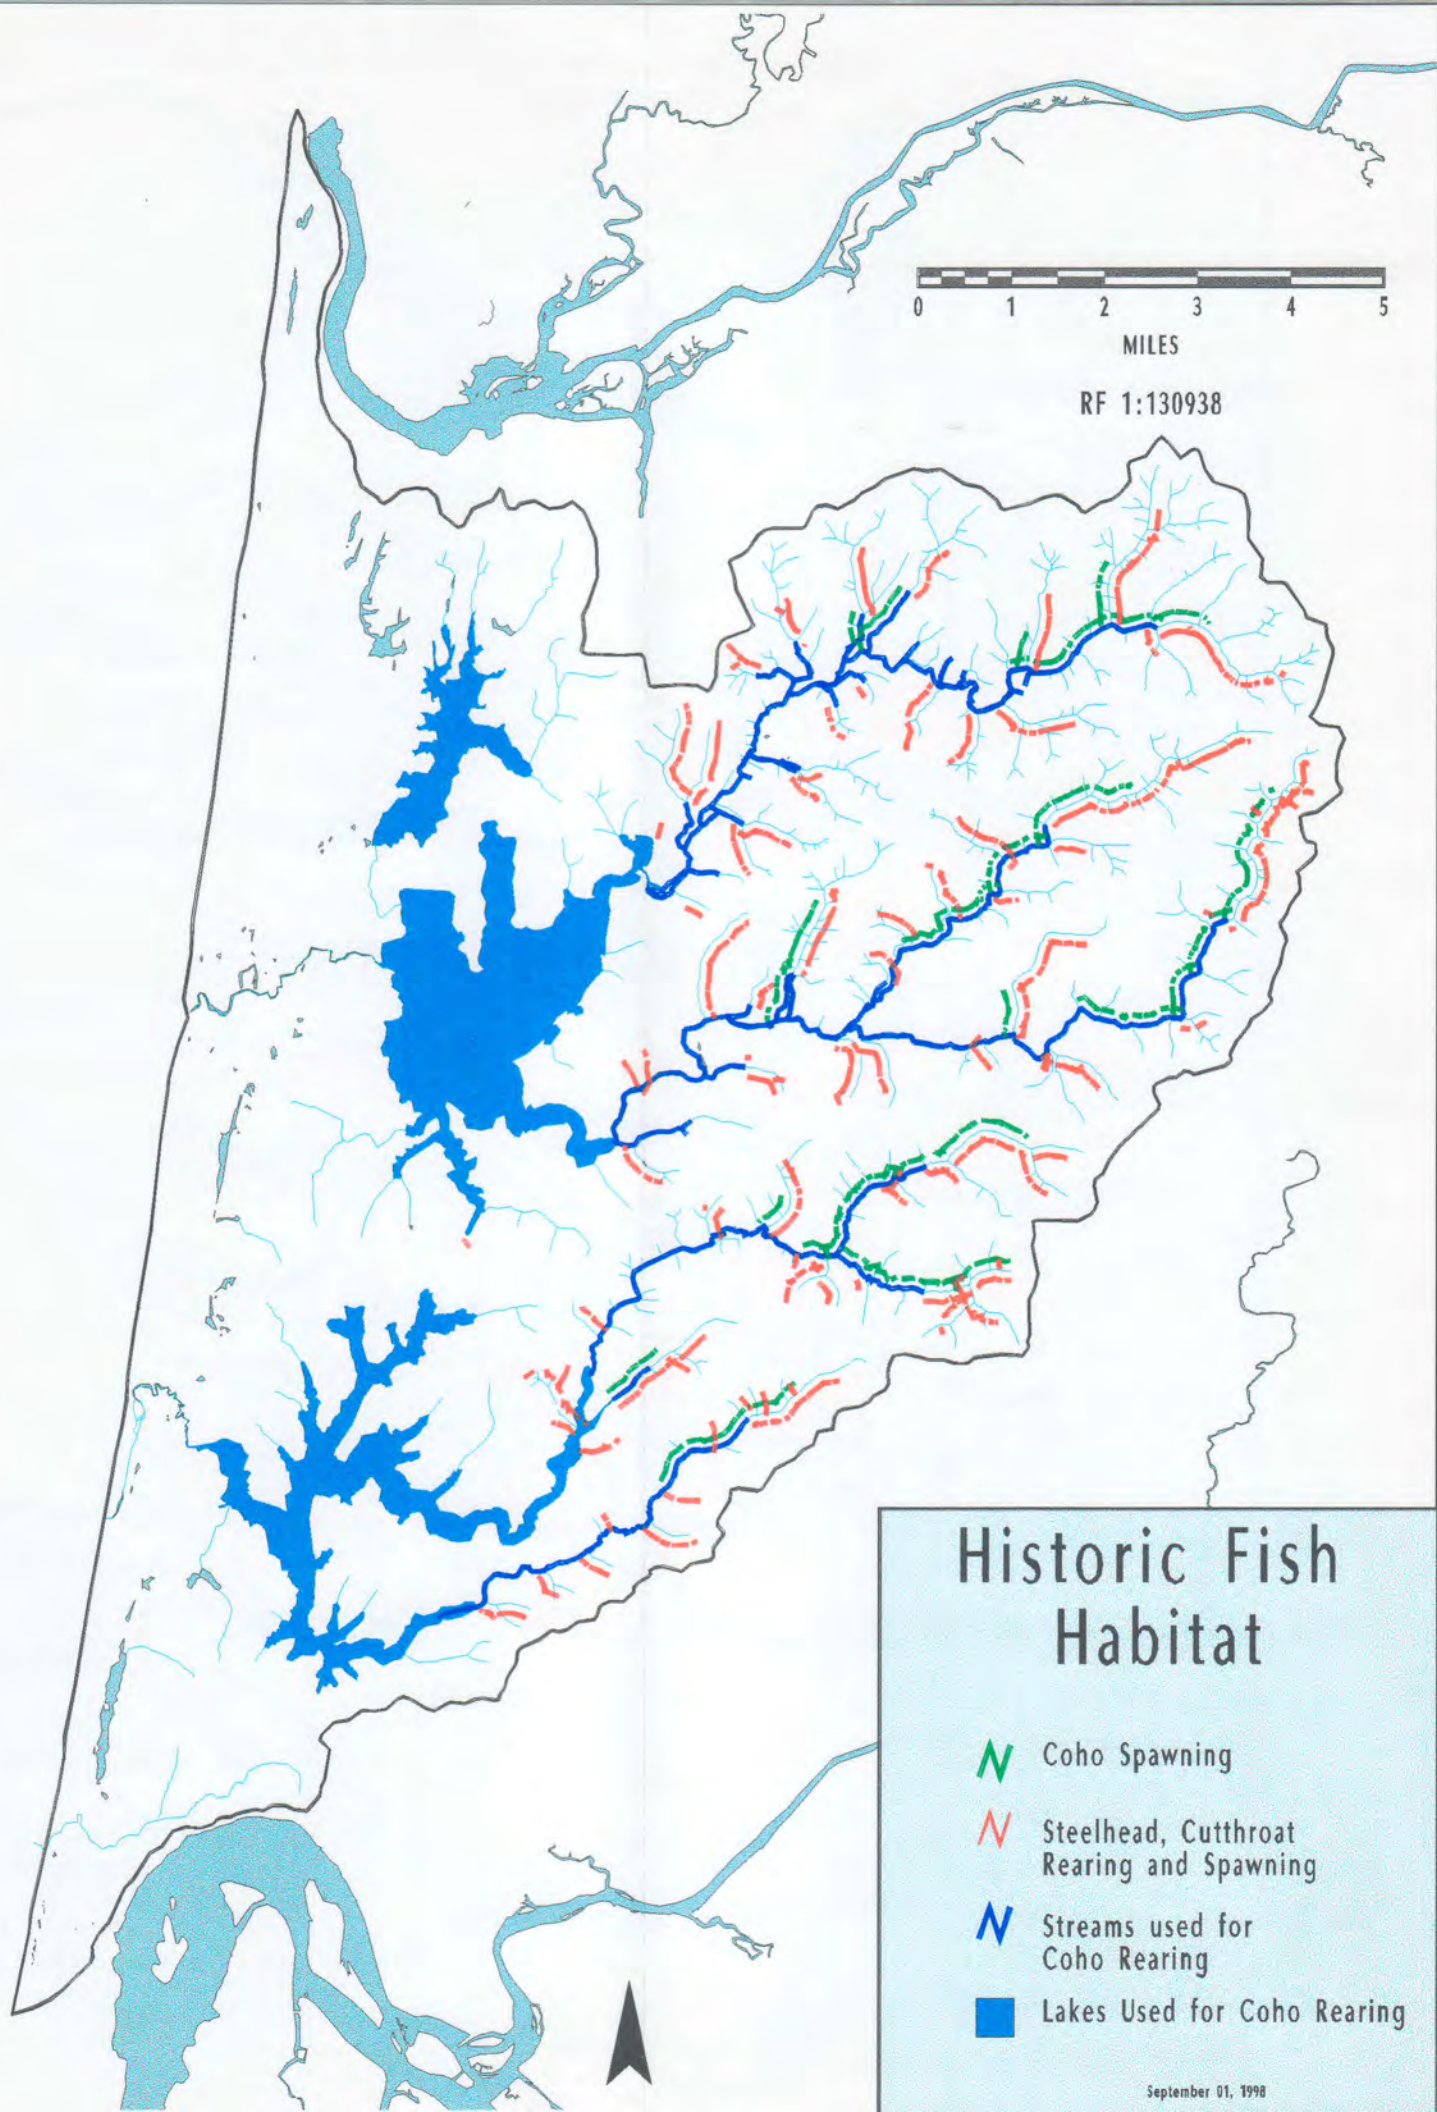 0 1 2 3 4 5
MILES
RF 1:130938
Historic Fish
Habitat
Coho Spawning
Steelhead, Cutthroat
Rearing and Spawning
Streams used for
Coho Rearing
Lakes Used for Coho Rearing
September 01, 1998